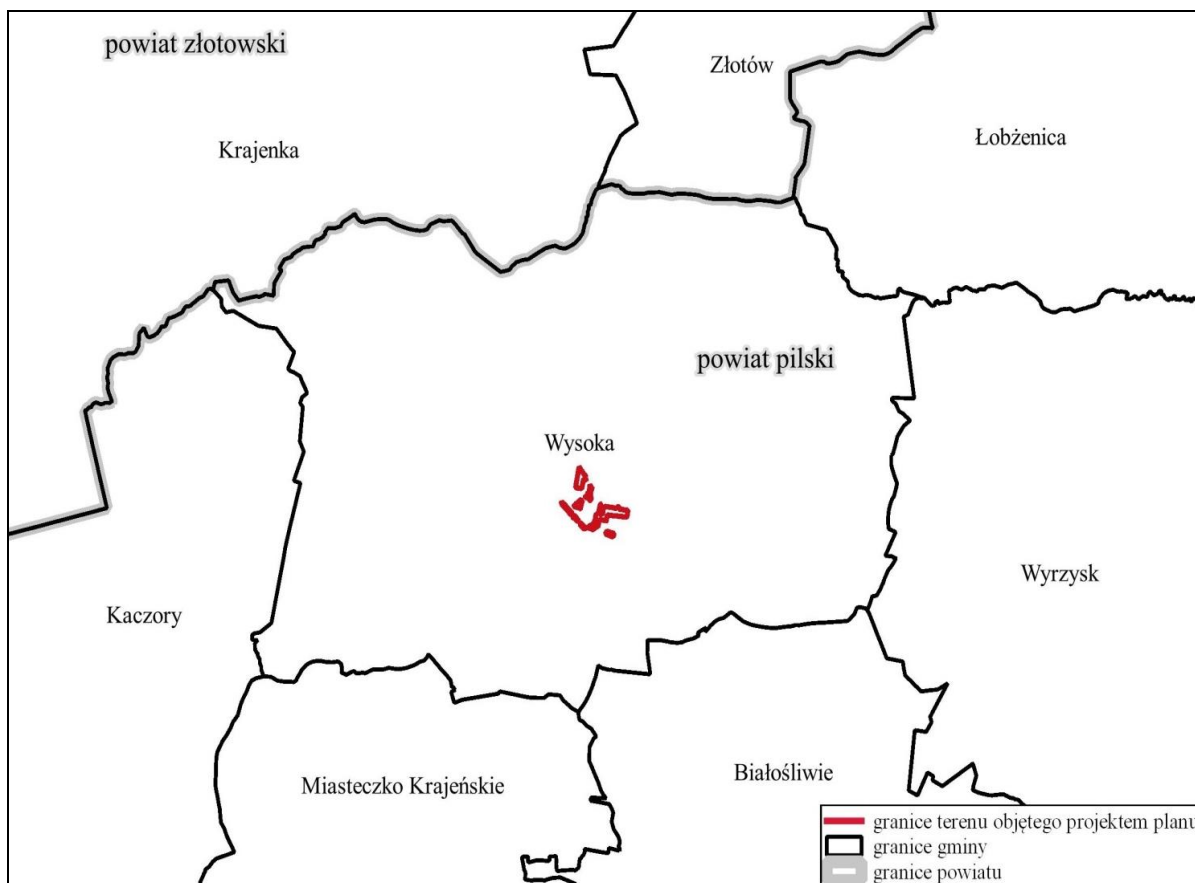 powiat złotowski
Złotów
Krajenka
Łobżenica
powiat pilski
Wysoka
Wyrzysk
Kaczory
Miasteczko Krajeńskie
Białośliwie
granice terenu objętego projektem planu
granice gminy
granice powiatu